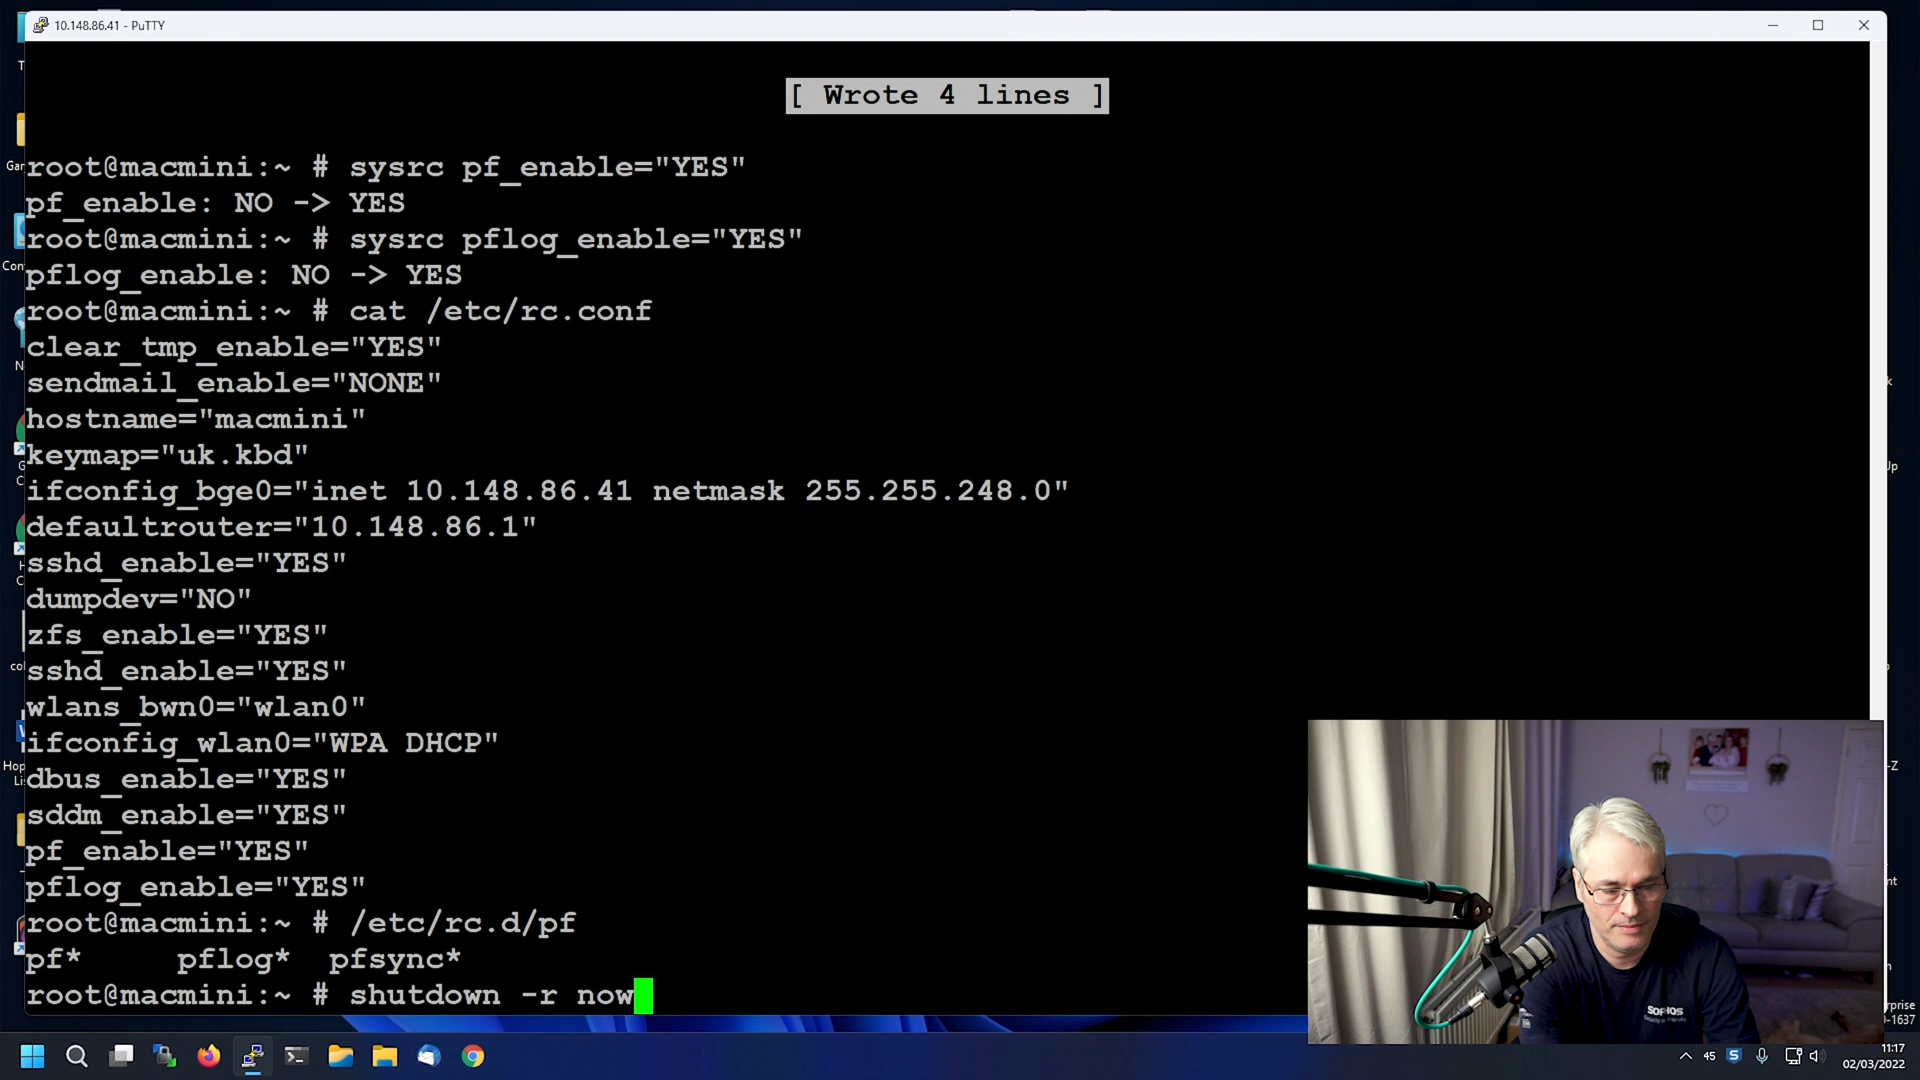 10.148.86.41 - PuTTY
[ Wrote 4 lines ]
root@macmini:~ # sysrc pf_enable="YES"
pf_enable: NO -> YES
root@macmini:~ # sysrc pflog_enable="YES"
pflog_enable: NO -> YES
root@macmini:~ # cat /etc/rc.conf
clear_tmp_enable="YES"
sendmail_enable="NONE"
hostname="macmini"
keymap="uk.kbd"
ifconfig_bge0="inet 10.148.86.41 netmask 255.255.248.0"
defaultrouter="10.148.86.1"
sshd_enable="YES"
dumpdev="NO"
zfs_enable="YES"
sshd_enable="YES"
wlans_bwn0="wlan0"
ifconfig_wlan0="WPA DHCP"
dbus_enable="YES"
sddm_enable="YES"
pf_enable="YES"
pflog_enable="YES"
root@macmini:~ # /etc/rc.d/pf
pf* pflog* pfsync*
root@macmini:~ # shutdown -r now
SOPHOS
45
11:17
02/03/2022